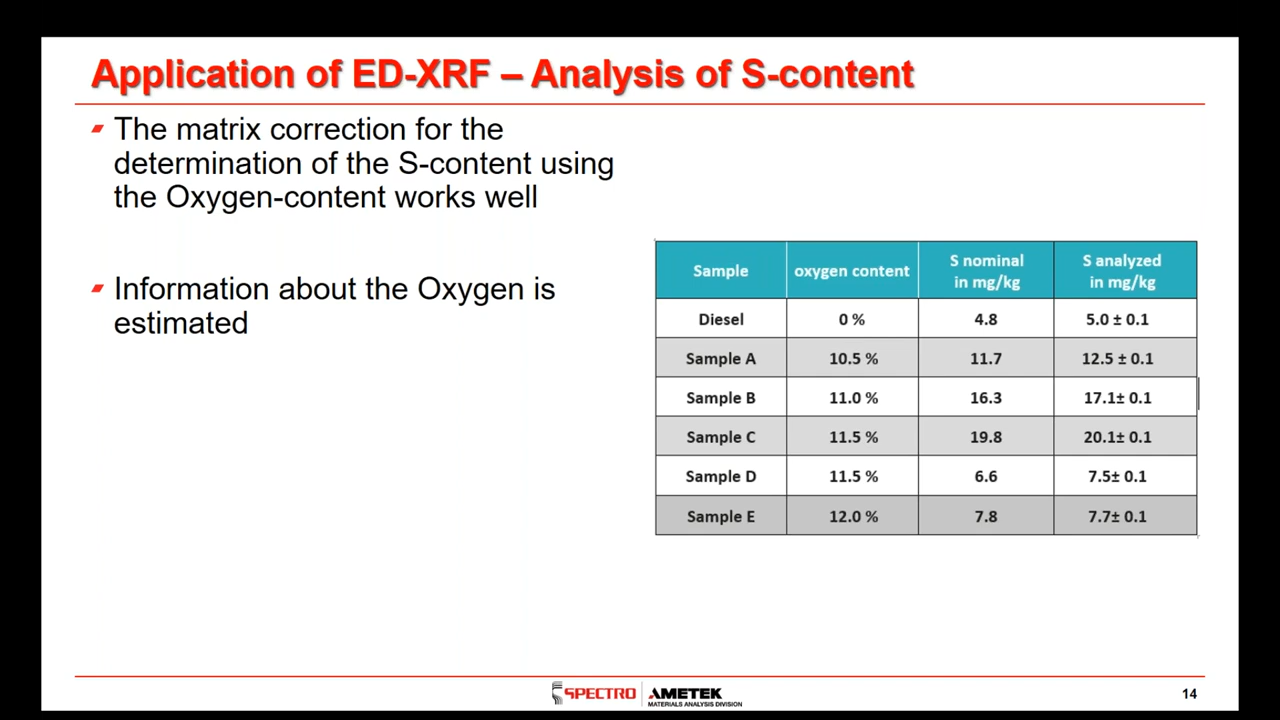 Application of ED-XRF – Analysis of S-content
The matrix correction for the
determination of the S-content using
the Oxygen-content works well
Information about the Oxygen is
estimated
Sample oxygen content S nominal in mg/kg S analyzed in mg/kg
Diesel 0 % 4.8 5.0 ± 0.1
Sample A 10.5 % 11.7 12.5 ± 0.1
Sample B 11.0 % 16.3 17.1± 0.1
Sample C 11.5 % 19.8 20.1± 0.1
Sample D 11.5 % 6.6 7.5± 0.1
Sample E 12.0 % 7.8 7.7± 0.1
SPECTRO AMETEK
MATERIALS ANALYSIS DIVISION
14